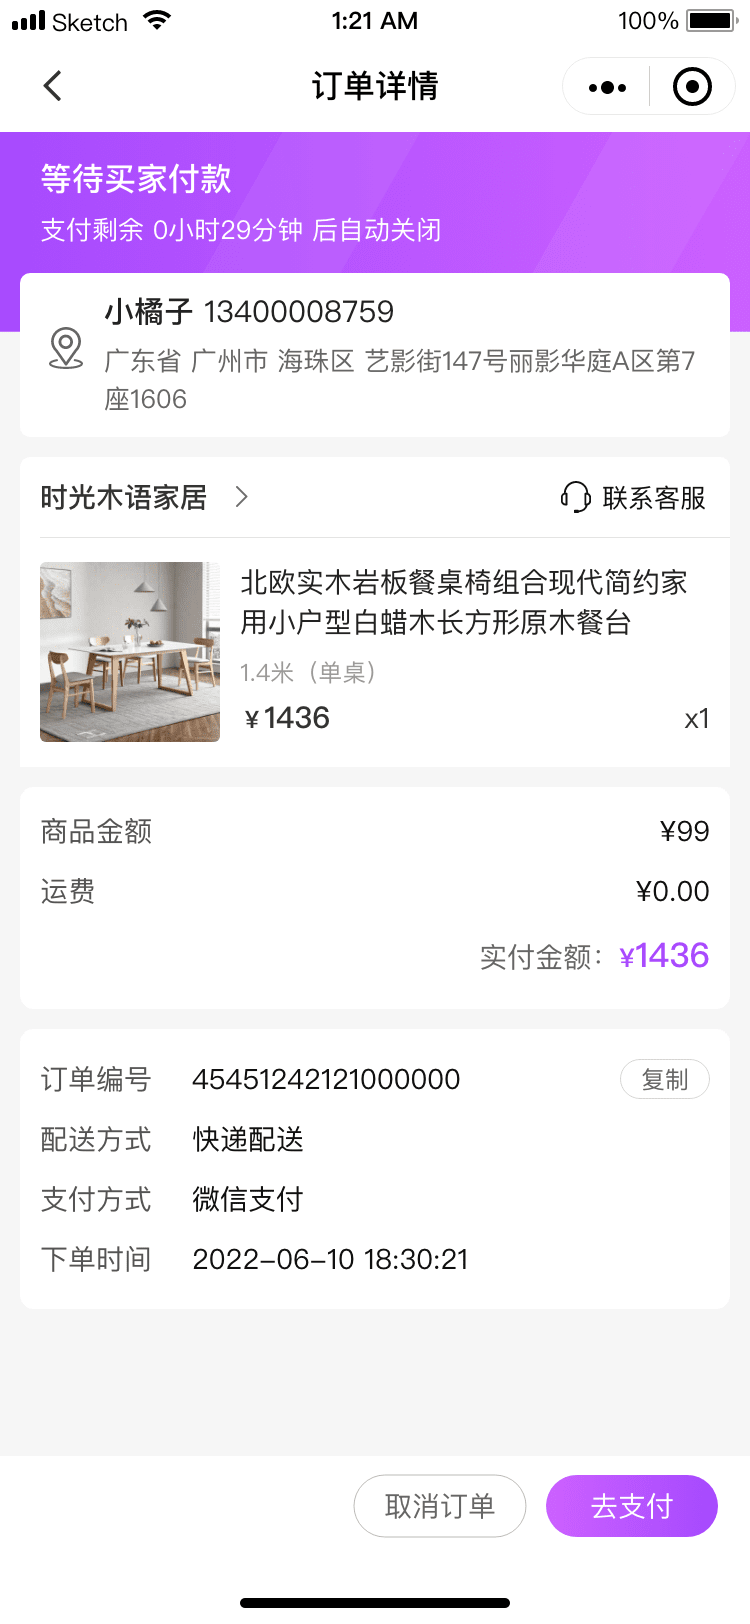 Sketch 1:21 AM 100%
订单详情
等待买家付款
支付剩余 0小时29分钟 后自动关闭
小橘子 13400008759
广东省 广州市 海珠区 艺影街147号丽影华庭A区第7
座1606
时光木语家居 联系客服
北欧实木岩板餐桌椅组合现代简约家
用小户型白蜡木长方形原木餐台
1.4米（单桌）
¥1436 x1
商品金额 ¥99
运费 ¥0.00
实付金额：¥1436
订单编号 45451242121000000 复制
配送方式 快递配送
支付方式 微信支付
下单时间 2022-06-10 18:30:21
取消订单 去支付